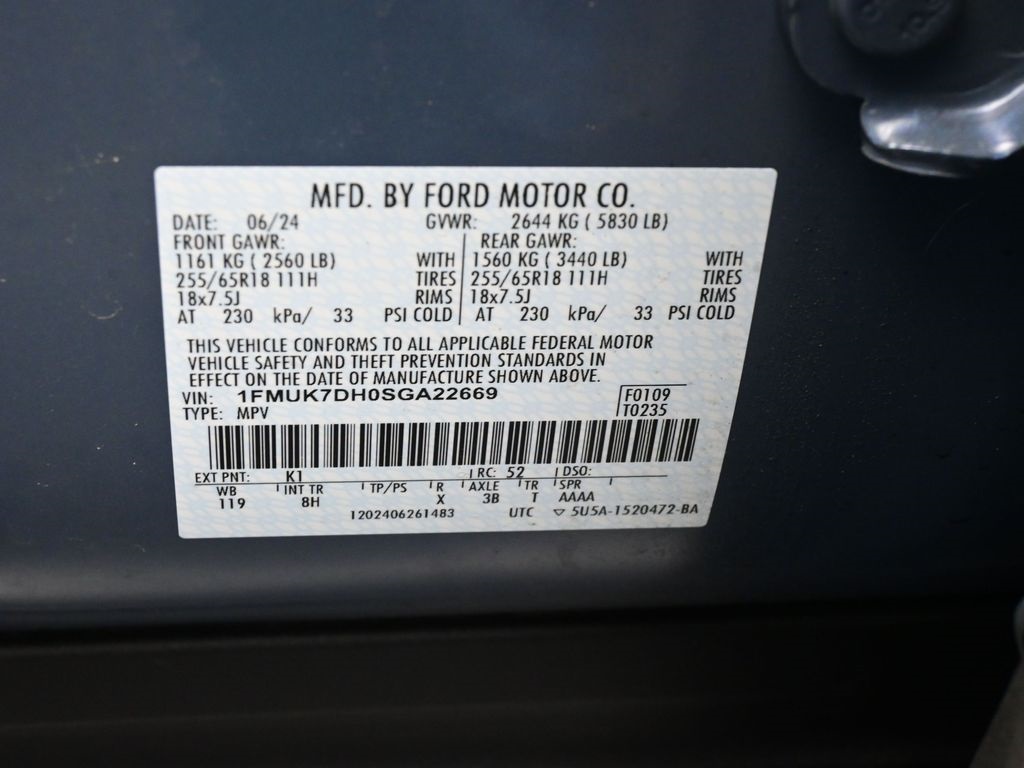 MFD. BY FORD MOTOR CO.
DATE: 06/24 GVWR: 2644 KG ( 5830 LB)
FRONT GAWR: REAR GAWR:
1161 KG ( 2560 LB) WITH 1560 KG ( 3440 LB) WITH
255/65R18 111H TIRES 255/65R18 111H TIRES
18x7.5J RIMS 18x7.5J RIMS
AT 230 kPa/ 33 PSI COLD AT 230 kPa/ 33 PSI COLD
THIS VEHICLE CONFORMS TO ALL APPLICABLE FEDERAL MOTOR
VEHICLE SAFETY AND THEFT PREVENTION STANDARDS IN
EFFECT ON THE DATE OF MANUFACTURE SHOWN ABOVE.
VIN: 1FMUK7DH0SGA22669 F0109
TYPE: MPV T0235
EXT PNT: K1 RC: 52 DSO:
WB INT TR TP/PS R AXLE TR SPR
119 8H X 3B T AAAA
1202406261483 UTC ▽ 5U5A-1520472-BA